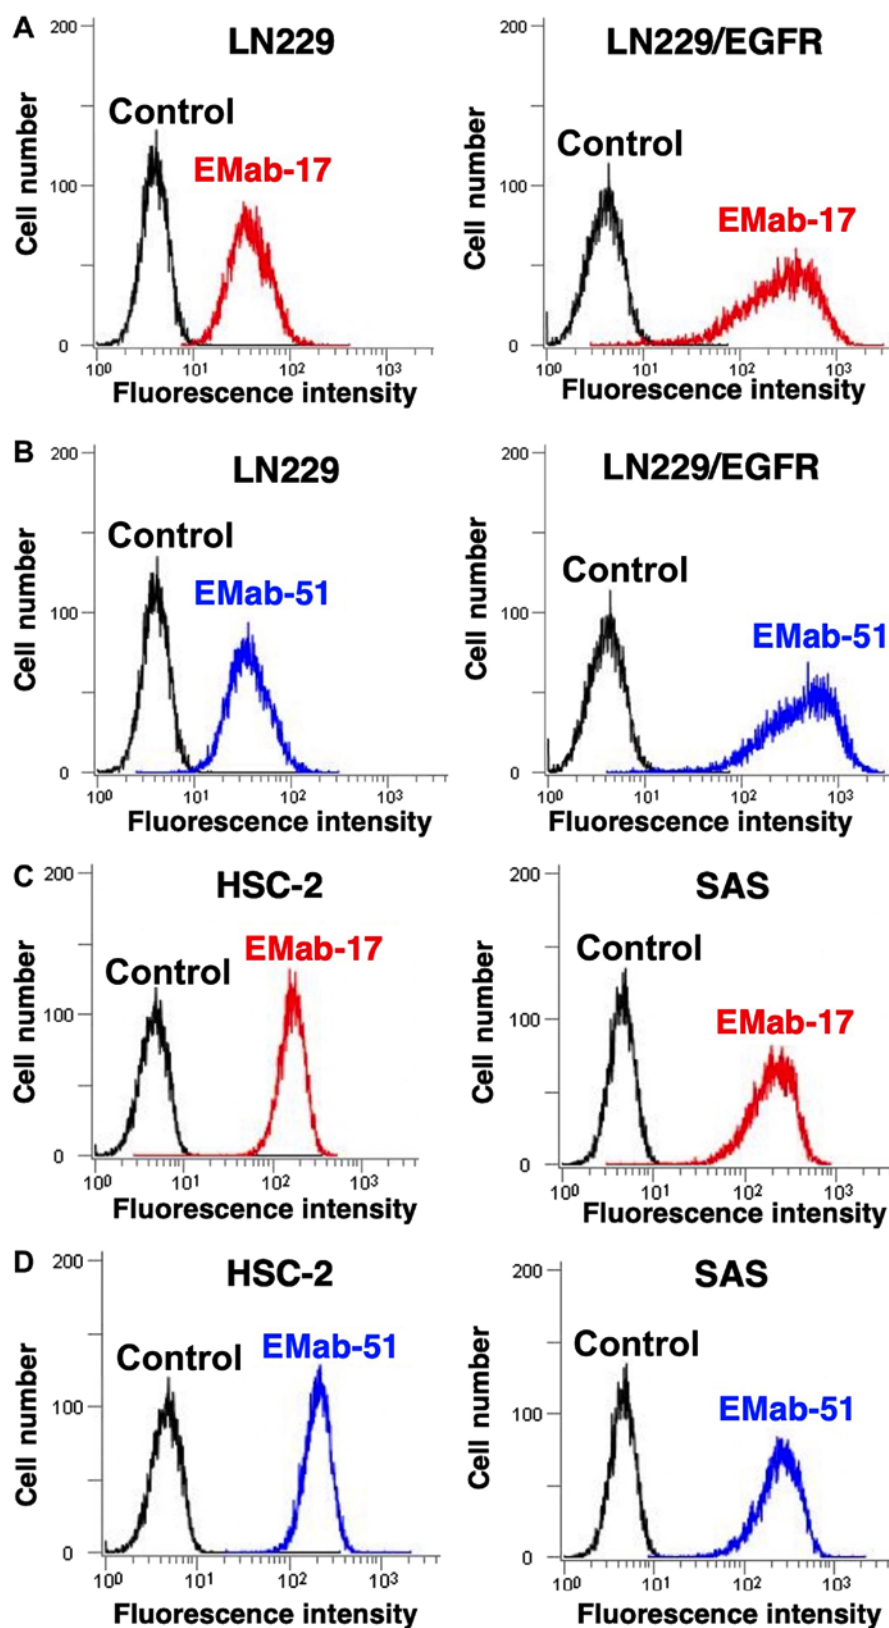 A
LN229
LN229/EGFR
200
100
0
Cell number
Control
EMab-17
10⁰ 10¹ 10² 10³
Fluorescence intensity
200
100
0
Cell number
Control
EMab-17
10⁰ 10¹ 10² 10³
Fluorescence intensity
B
LN229
LN229/EGFR
200
100
0
Cell number
Control
EMab-51
10⁰ 10¹ 10² 10³
Fluorescence intensity
200
100
0
Cell number
Control
EMab-51
10⁰ 10¹ 10² 10³
Fluorescence intensity
C
HSC-2
SAS
200
100
0
Cell number
Control
EMab-17
10⁰ 10¹ 10² 10³
Fluorescence intensity
200
100
0
Cell number
Control
EMab-17
10⁰ 10¹ 10² 10³
Fluorescence intensity
D
HSC-2
SAS
200
100
0
Cell number
Control
EMab-51
10⁰ 10¹ 10² 10³
Fluorescence intensity
200
100
0
Cell number
Control
EMab-51
10⁰ 10¹ 10² 10³
Fluorescence intensity